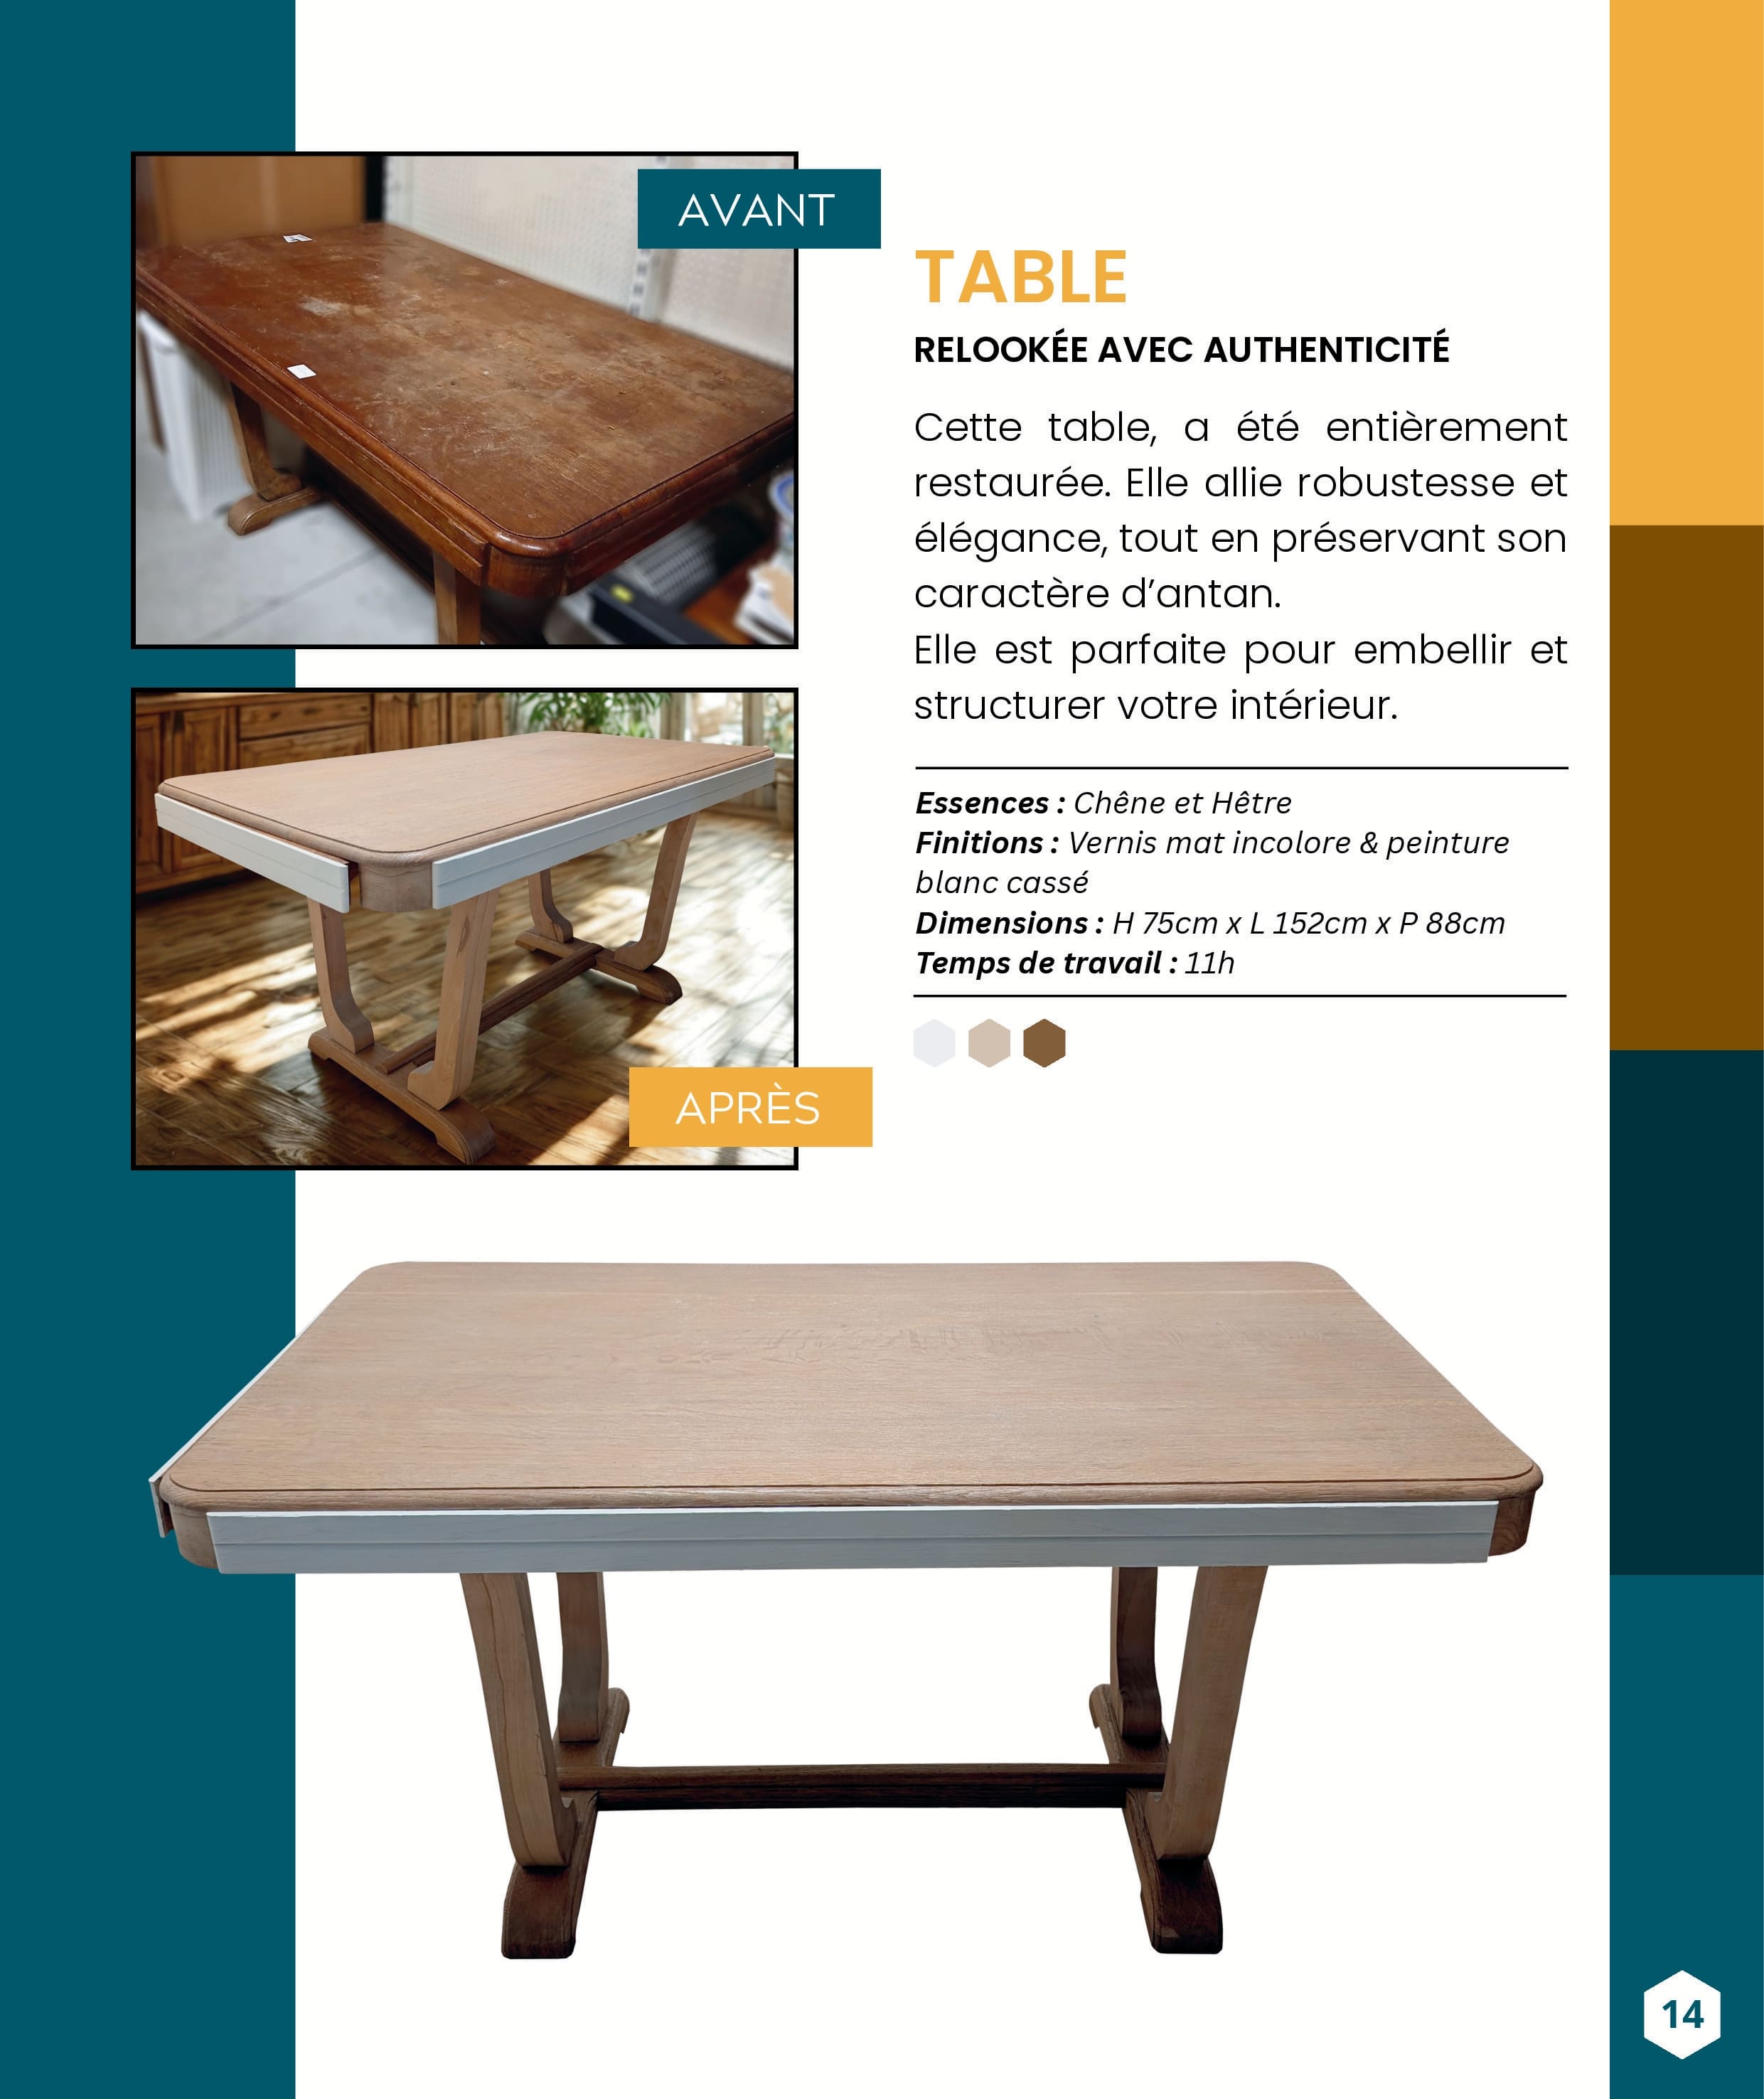 AVANT
TABLE
RELOOKÉE AVEC AUTHENTICITÉ
Cette table, a été entièrement
restaurée. Elle allie robustesse et
élégance, tout en préservant son
caractère d’antan.
Elle est parfaite pour embellir et
structurer votre intérieur.
Essences : Chêne et Hêtre
Finitions : Vernis mat incolore & peinture
blanc cassé
Dimensions : H 75cm x L 152cm x P 88cm
Temps de travail : 11h
APRÈS
14